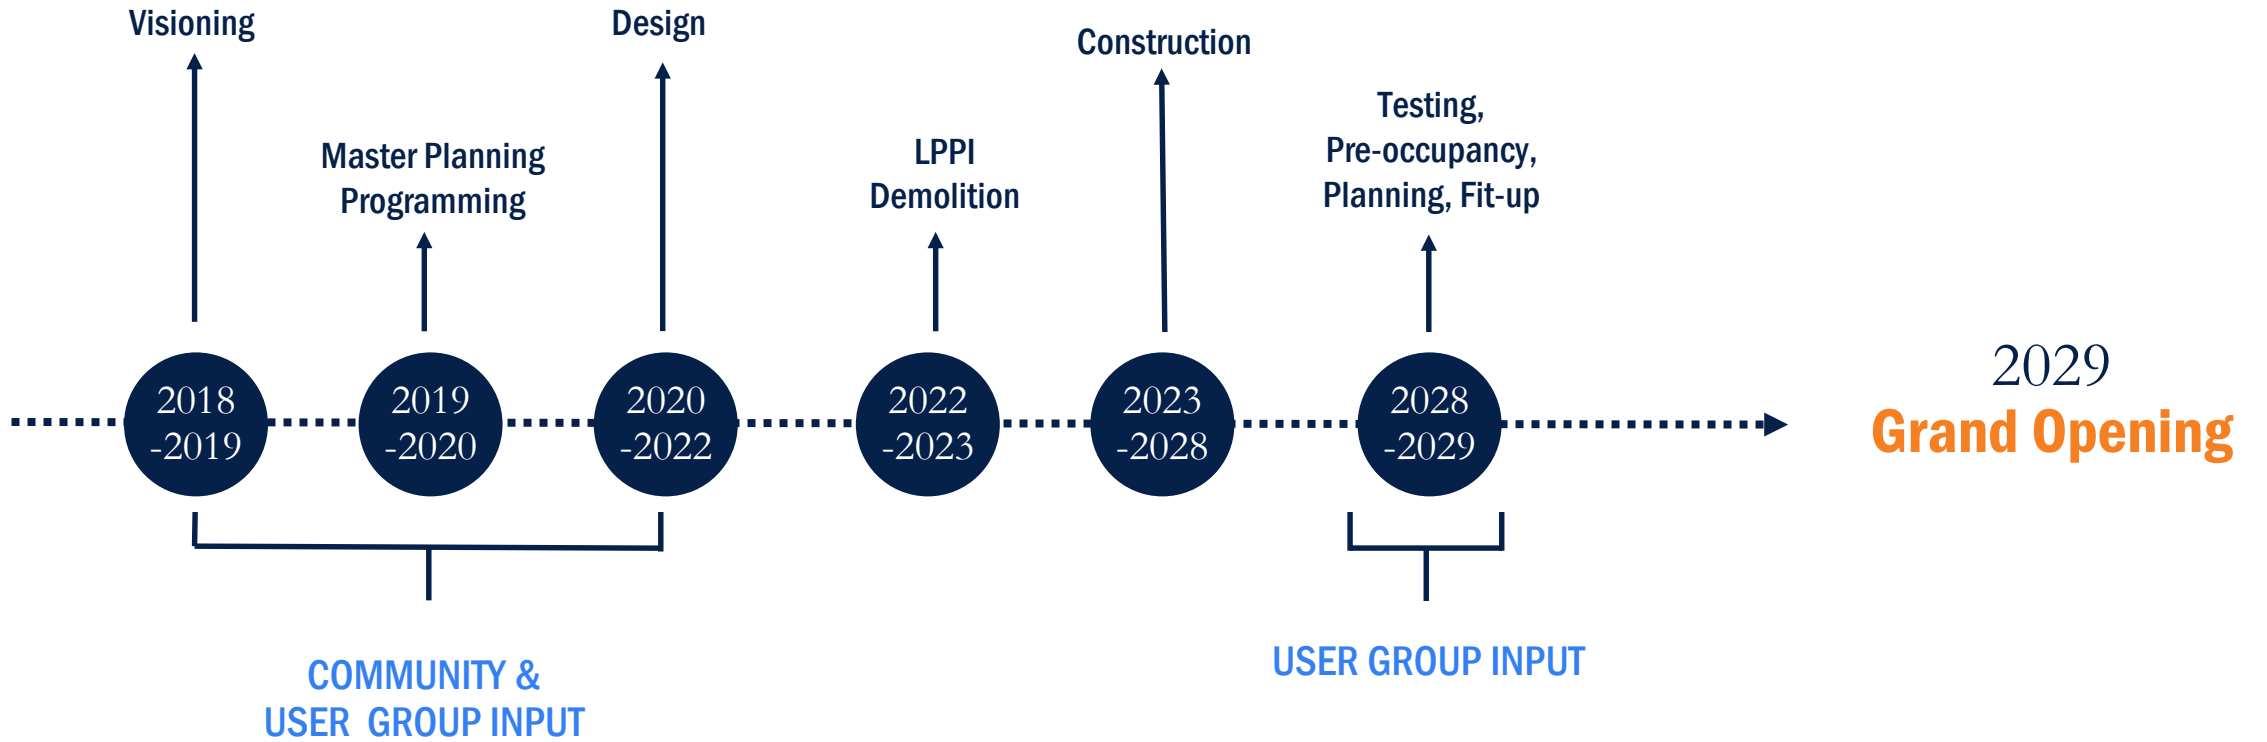 Visioning
Design
Construction
Master Planning
Programming
LPPI
Demolition
Testing,
Pre-occupancy,
Planning, Fit-up
2018
-2019
2019
-2020
2020
-2022
2022
-2023
2023
-2028
2028
-2029
2029
Grand Opening
COMMUNITY &
USER GROUP INPUT
USER GROUP INPUT